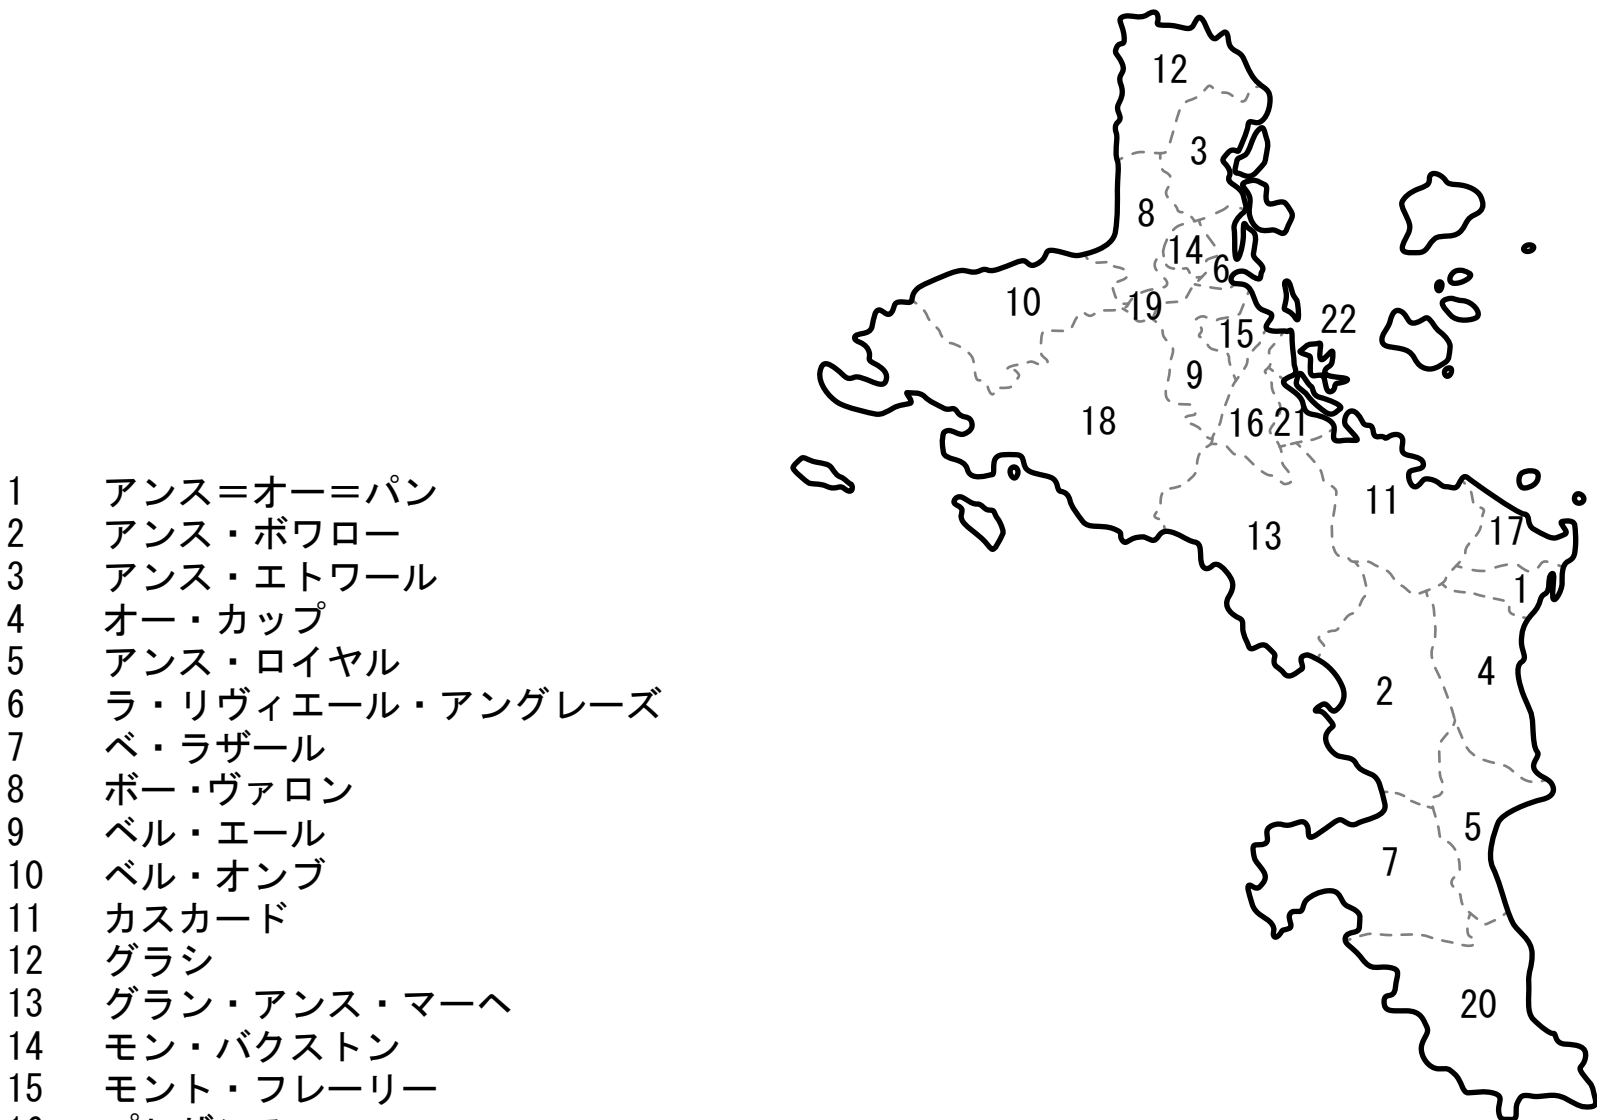 1 アンス＝オー＝パン
2 アンス・ボワロー
3 アンス・エトワール
4 オー・カップ
5 アンス・ロイヤル
6 ラ・リヴィエール・アングレーズ
7 ベ・ラザール
8 ボー・ヴァロン
9 ベル・エール
10 ベル・オンブ
11 カスカード
12 グラシ
13 グラン・アンス・マーヘ
14 モン・バクストン
15 モント・フレーリー
12
3
8
14
6
10
19
22
15
9
18
16
21
11
13
17
1
4
2
5
7
20